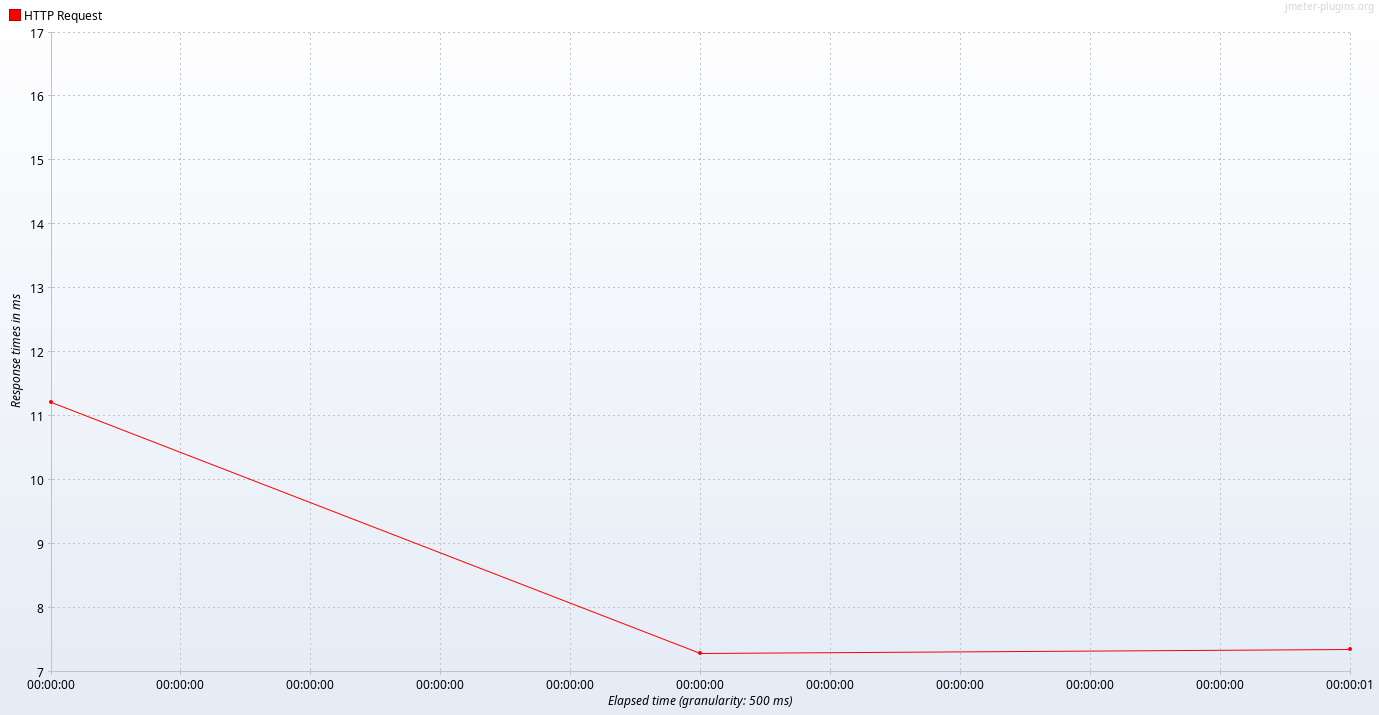 jmeter-plugins.org
HTTP Request
17
16
15
14
13
12
11
10
9
8
7
Response times in ms
00:00:00 00:00:00 00:00:00 00:00:00 00:00:00 00:00:00 00:00:00 00:00:00 00:00:00 00:00:00 00:00:01
Elapsed time (granularity: 500 ms)